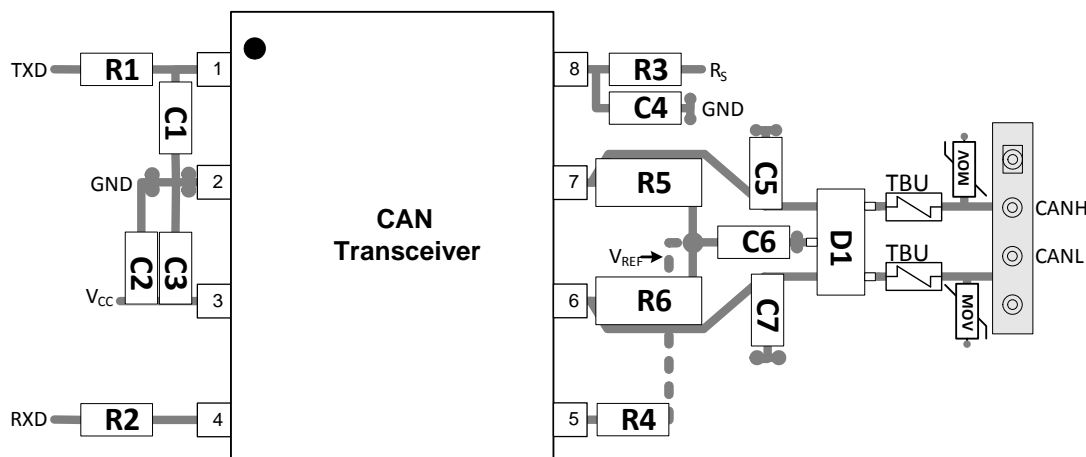 TXD
R1
1
C1
GND
2
C2
C3
VCC
3
RXD
R2
4
CAN
Transceiver
8
R3
RS
C4
GND
7
R5
VREF
C6
6
R6
5
R4
C5
C7
D1
TBU
TBU
MOV
MOV
CANH
CANL